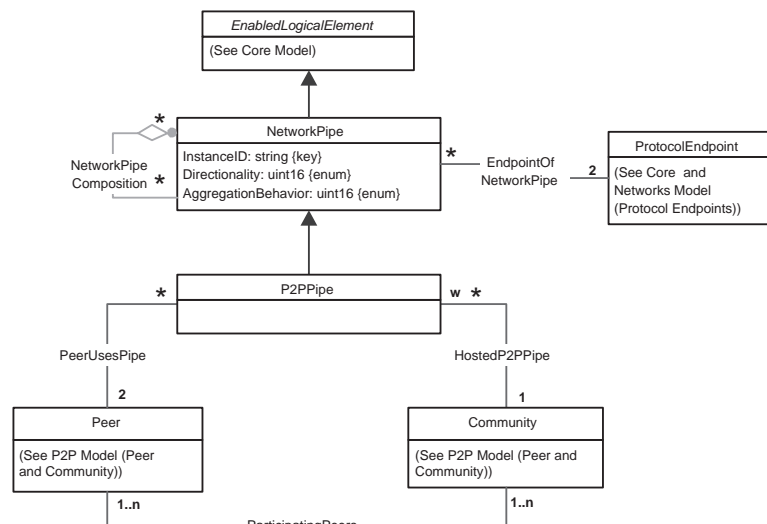 EnabledLogicalElement
(See Core Model)
*
NetworkPipe
InstanceID: string {key}
Directionality: uint16 {enum}
AggregationBehavior: uint16 {enum}
NetworkPipe
Composition
*
*
EndpointOf
NetworkPipe
2
ProtocolEndpoint
(See Core and
Networks Model
(Protocol Endpoints))
P2PPipe
*
w *
PeerUsesPipe
HostedP2PPipe
2
1
Peer
(See P2P Model (Peer
and Community))
Community
(See P2P Model (Peer and
Community))
1..n
1..n
ParticipatingPeers